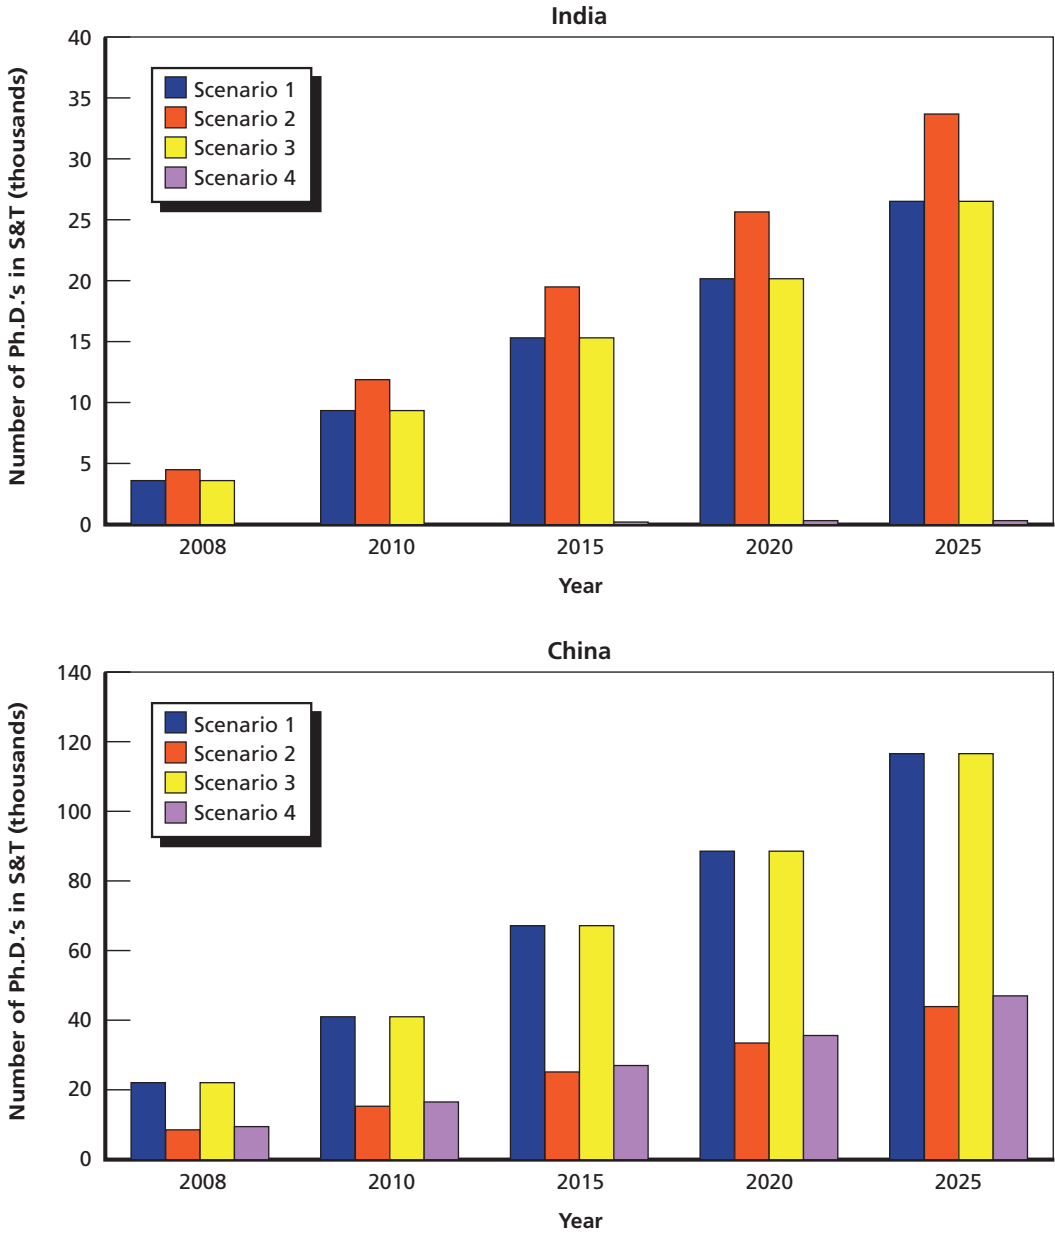 India
Number of Ph.D.'s in S&T (thousands)
40
35
30
25
20
15
10
5
0
Scenario 1
Scenario 2
Scenario 3
Scenario 4
2008 2010 2015 2020 2025
Year
China
Number of Ph.D.'s in S&T (thousands)
140
120
100
80
60
40
20
0
Scenario 1
Scenario 2
Scenario 3
Scenario 4
2008 2010 2015 2020 2025
Year